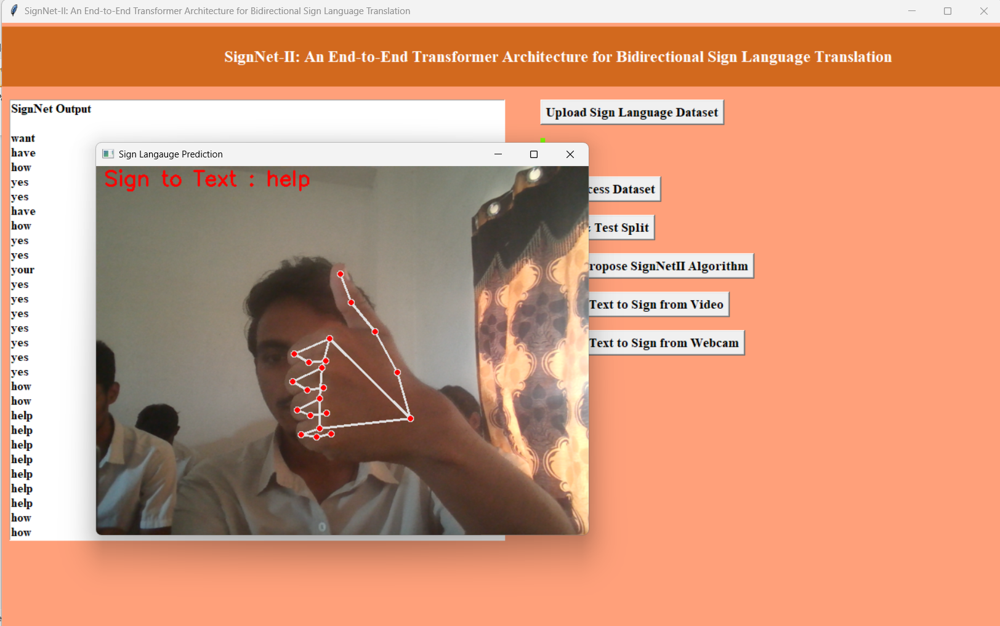 SignNet-II: An End-to-End Transformer Architecture for Bidirectional Sign Language Translation
SignNet-II: An End-to-End Transformer Architecture for Bidirectional Sign Language Translation
SignNet Output
want
have
how
yes
yes
have
how
yes
yes
your
yes
yes
yes
yes
yes
yes
yes
how
how
help
help
help
help
help
help
help
how
how
Sign Langauge Prediction
Sign to Text : help
Upload Sign Language Dataset
cess Dataset
Test Split
ropose SignNetII Algorithm
Text to Sign from Video
Text to Sign from Webcam